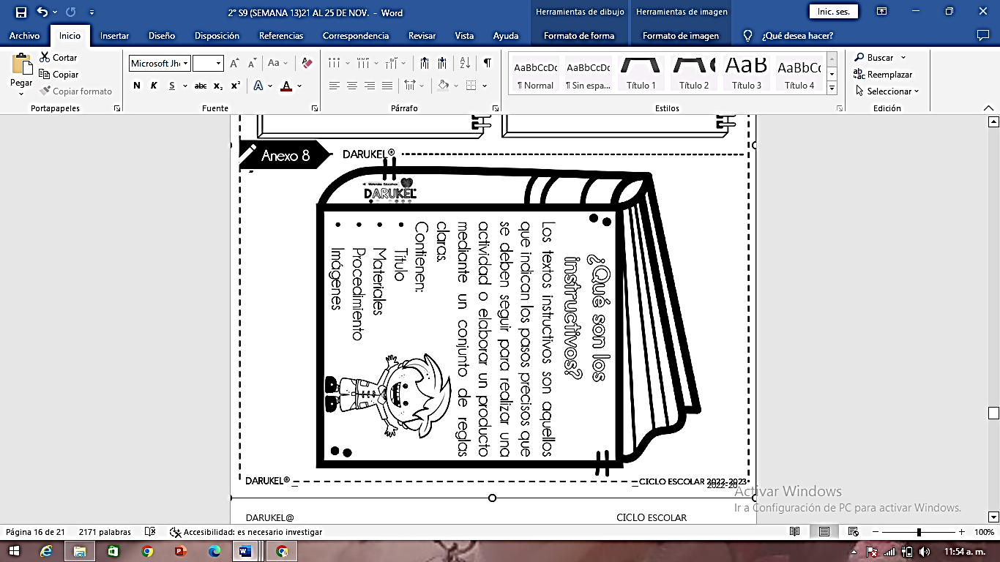 2° S9 (SEMANA 13)21 AL 25 DE NOV. - Word
Herramientas de dibujo
Herramientas de imagen
Inic. ses.
Archivo
Inicio
Insertar
Diseño
Disposición
Referencias
Correspondencia
Revisar
Vista
Ayuda
Formato de forma
Formato de imagen
¿Qué desea hacer?
Pegar
Cortar
Copiar
Copiar formato
Portapapeles
Microsoft Jh
N K S abc x₂ x² A A
Aa
Fuente
Párrafo
AaBbCcDc
¶ Normal
AaBbCcDc
¶ Sin espa...
Título 1
Título 2
AaB
Título 3
AaBbCc
Título 4
Estilos
Buscar
Reemplazar
Seleccionar
Edición
Anexo 8
DARUKEL®
Materiales Educativos
DARUKEL
¿Qué son los
instructivos?
Los textos instructivos son aquellos
que indican los pasos precisos que
se deben seguir para realizar una
actividad o elaborar un producto
mediante un conjunto de reglas
claras.
Contienen:
• Título
• Materiales
• Procedimiento
• Imágenes
DARUKEL®
CICLO ESCOLAR 2022-2023
2022-20
DARUKEL@
CICLO ESCOLAR
Activar Windows
Ir a Configuración de PC para activar Windows.
Página 16 de 21
2171 palabras
Accesibilidad: es necesario investigar
100%
11:54 a. m.